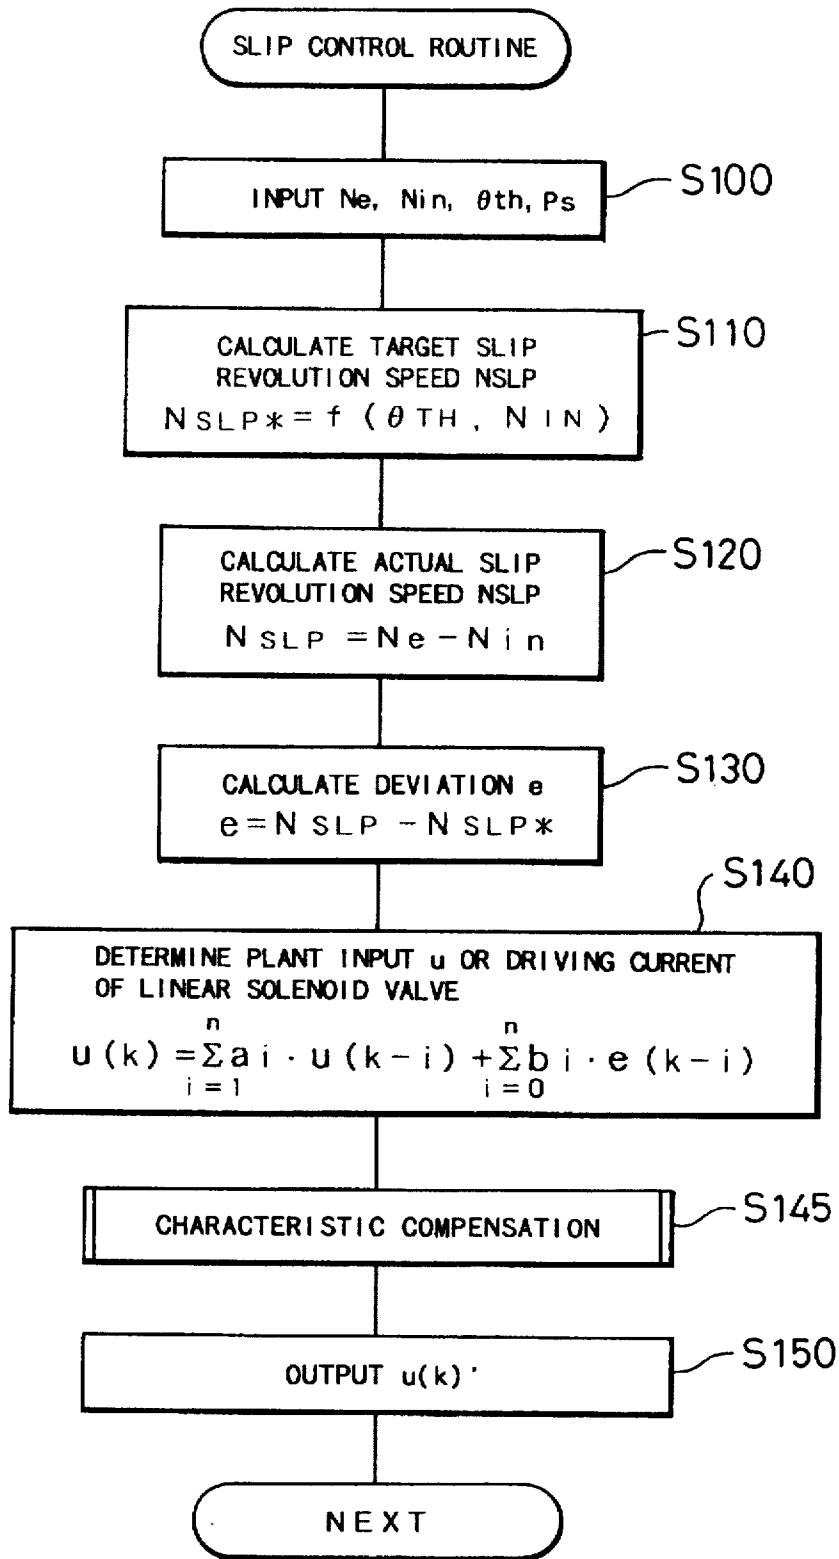 SLIP CONTROL ROUTINE
INPUT Ne, Nin, θth, Ps
S100
CALCULATE TARGET SLIP
REVOLUTION SPEED NSLP
NSLP* = f (θTH, NIN)
S110
CALCULATE ACTUAL SLIP
REVOLUTION SPEED NSLP
NSLP = Ne - Nin
S120
CALCULATE DEVIATION e
e = NSLP - NSLP*
S130
S140
DETERMINE PLANT INPUT u OR DRIVING CURRENT
OF LINEAR SOLENOID VALVE
n n
u (k) = Σai · u (k-i) + Σbi · e (k-i)
i=1 i=0
CHARACTERISTIC COMPENSATION
S145
OUTPUT u(k)'
S150
NEXT